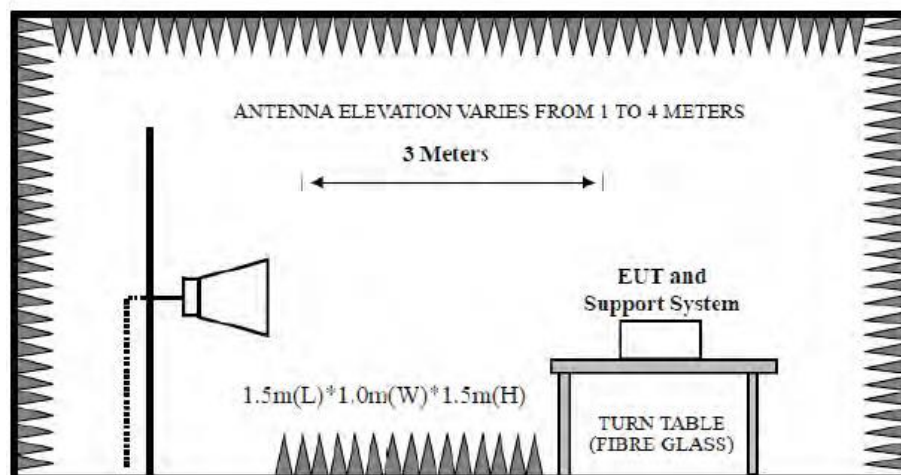 ANTENNA ELEVATION VARIES FROM 1 TO 4 METERS
3 Meters
EUT and
Support System
1.5m(L)*1.0m(W)*1.5m(H)
TURN TABLE
(FIBRE GLASS)